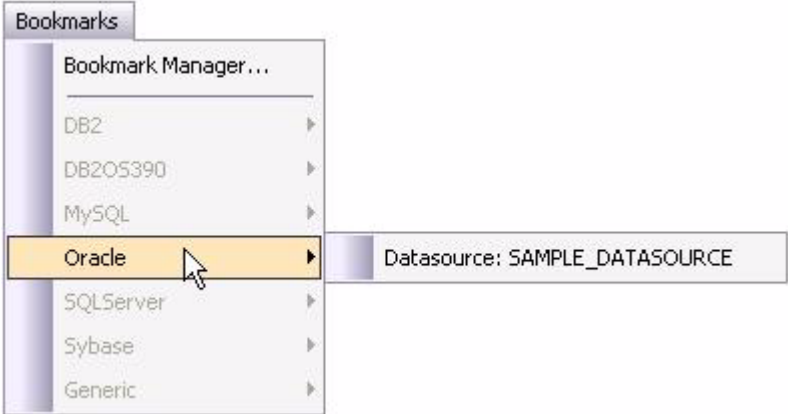 Bookmarks
Bookmark Manager...
DB2
DB2OS390
MySQL
Oracle
Datasource: SAMPLE_DATASOURCE
SQLServer
Sybase
Generic